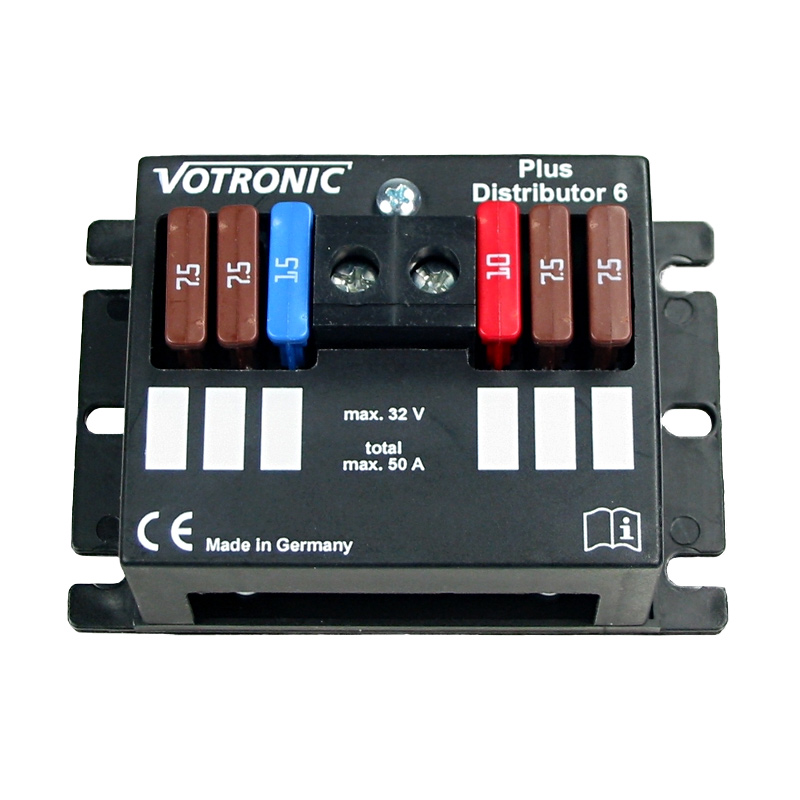 VOTRONIC
Plus
Distributor 6
7.5
7.5
15
10
7.5
7.5
max. 32 V
total
max. 50 A
CE
Made in Germany
i